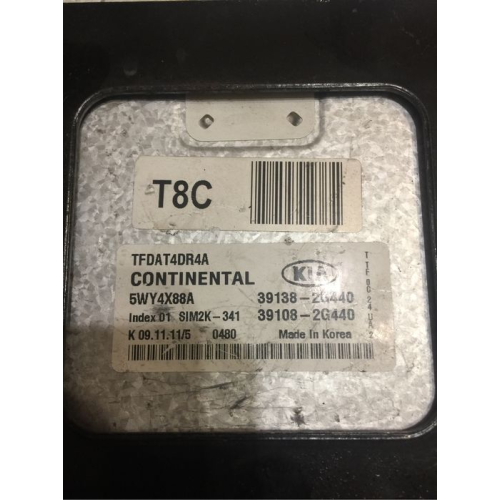 T8C
TFDAT4DR4A
CONTINENTAL KIA
5WY4X88A 39138-2G440
Index 01 SIM2K-341 39108-2G440
K 09.11.11/5 0480 Made in Korea